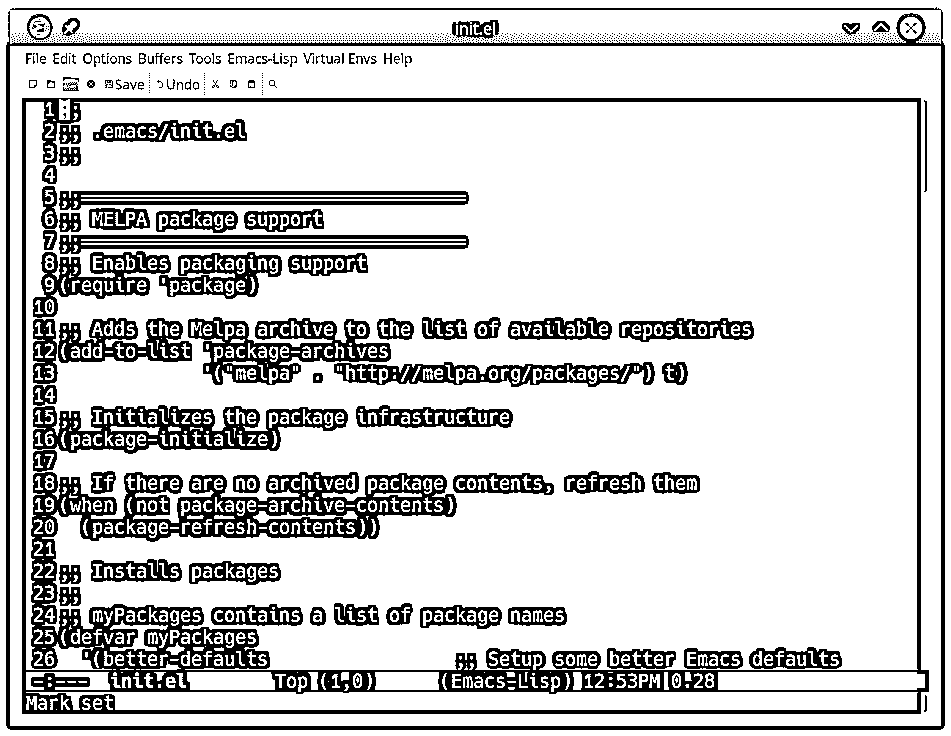 init.el
File Edit Options Buffers Tools Emacs-Lisp Virtual Envs Help
Save Undo
1 ;;
2 ;; .emacs/init.el
3 ;;
4
5 ;;===================================
6 ;; MELPA package support
7 ;;===================================
8 ;; Enables packaging support
9 (require 'package)
10
11 ;; Adds the Melpa archive to the list of available repositories
12 (add-to-list 'package-archives
13              '("melpa" . "http://melpa.org/packages/") t)
14
15 ;; Initializes the package infrastructure
16 (package-initialize)
17
18 ;; If there are no archived package contents, refresh them
19 (when (not package-archive-contents)
20   (package-refresh-contents))
21
22 ;; Installs packages
23 ;;
24 ;; myPackages contains a list of package names
25 (defvar myPackages
26   '(better-defaults                 ;; Setup some better Emacs defaults
-:--- init.el Top (1,0) (Emacs-Lisp) 12:53PM 0.28
Mark set